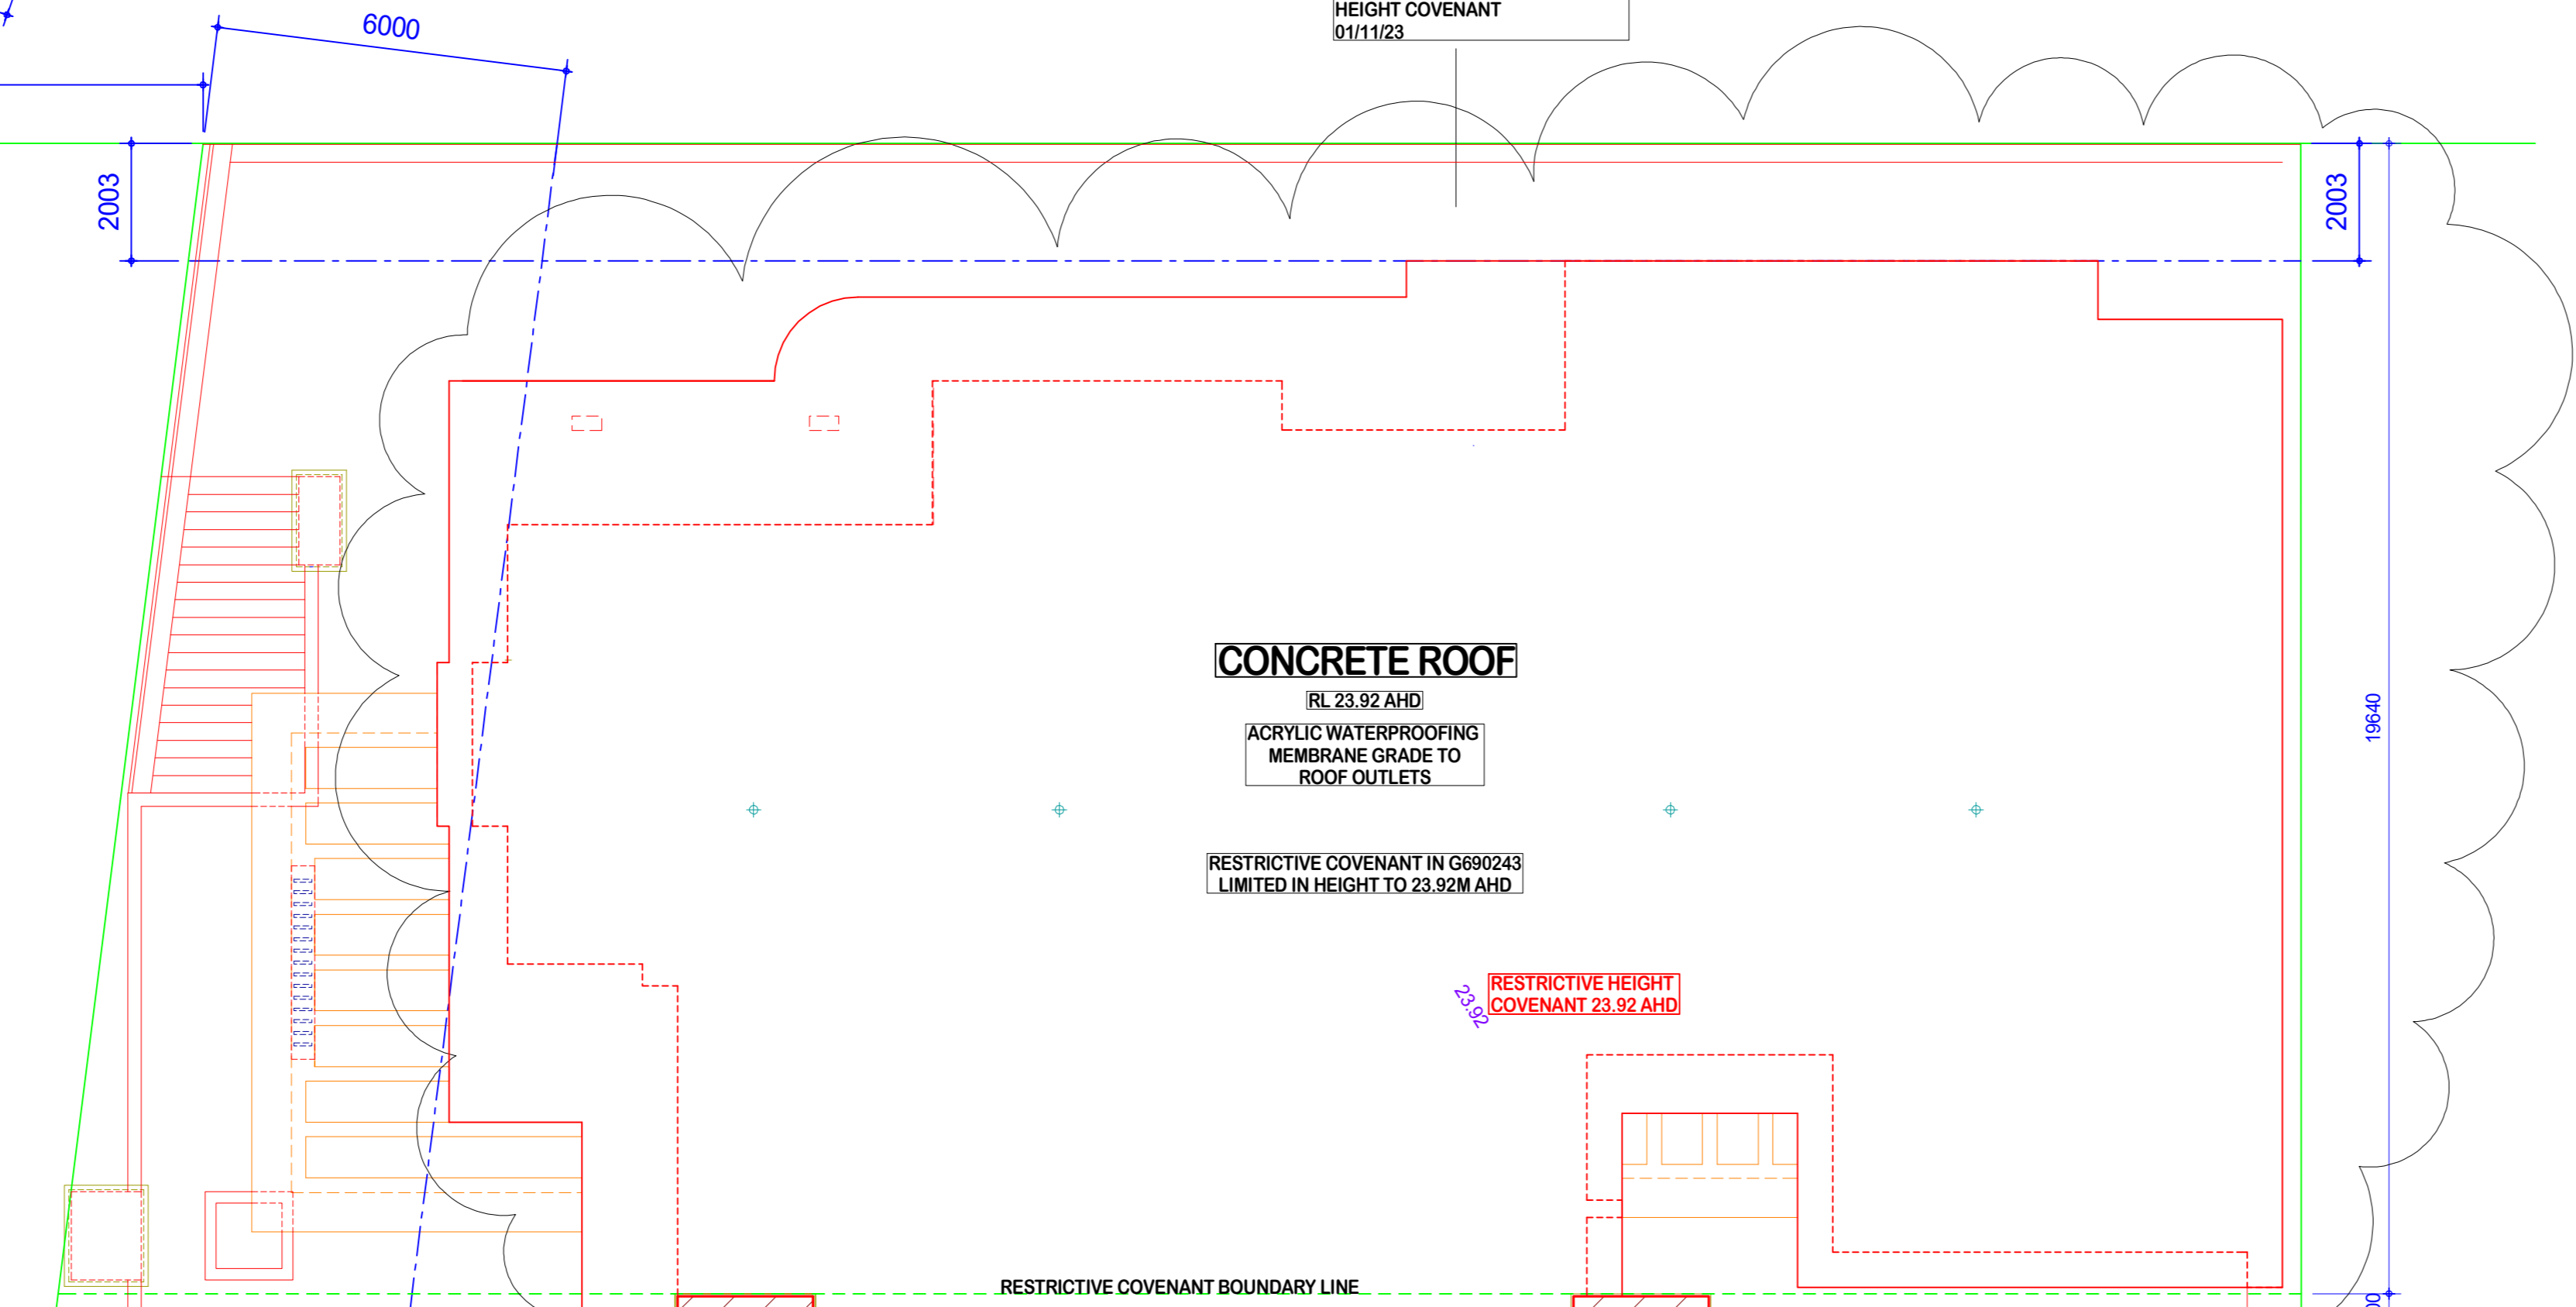 6000
HEIGHT COVENANT
01/11/23
2003
2003
CONCRETE ROOF
RL 23.92 AHD
ACRYLIC WATERPROOFING
MEMBRANE GRADE TO
ROOF OUTLETS
19640
RESTRICTIVE COVENANT IN G690243
LIMITED IN HEIGHT TO 23.92M AHD
23.92
RESTRICTIVE HEIGHT
COVENANT 23.92 AHD
RESTRICTIVE COVENANT BOUNDARY LINE